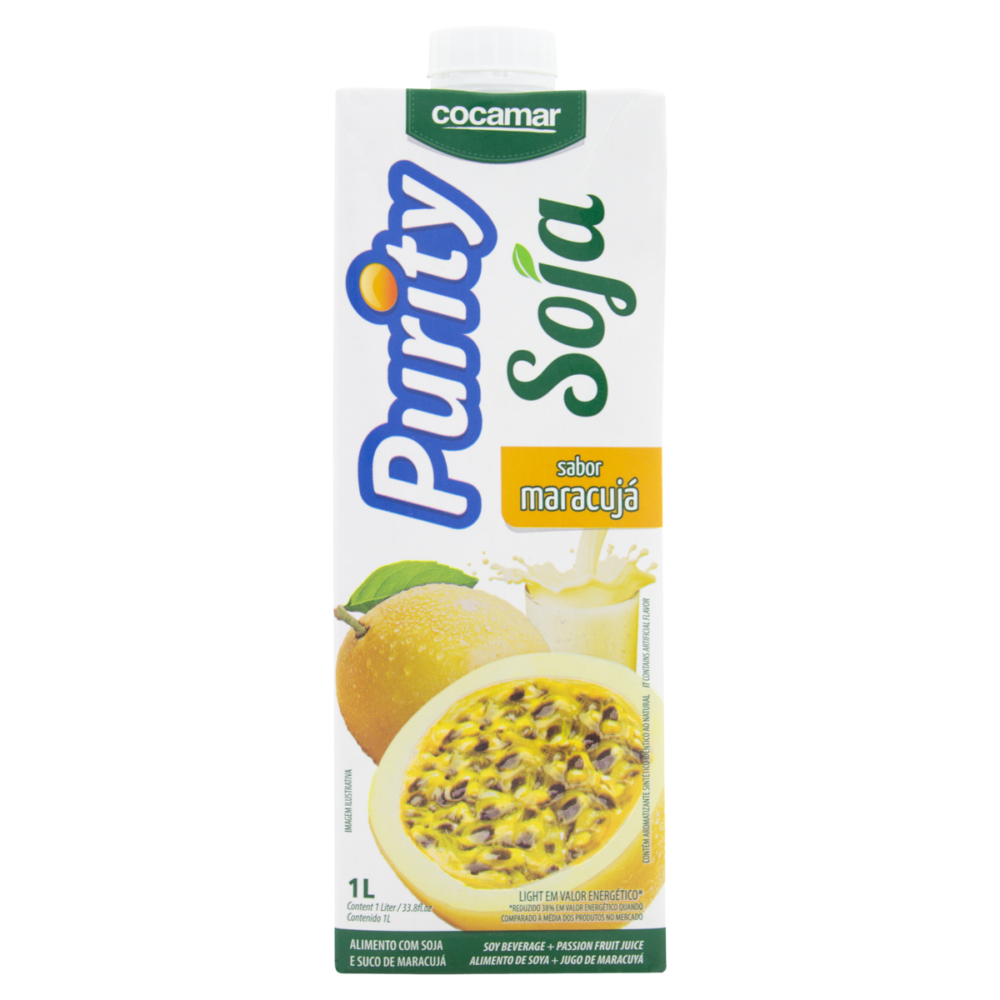 cocamar
Purity
Soja
sabor
maracujá
CONTÉM AROMATIZANTE SINTÉTICO IDÊNTICO AO NATURAL IT CONTAINS ARTIFICIAL FLAVOR
IMAGEM ILUSTRATIVA
1L
Content 1 Liter / 33.8fl.oz
Contenido 1L
LIGHT EM VALOR ENERGÉTICO*
*REDUZIDO 38% EM VALOR ENERGÉTICO QUANDO
COMPARADO À MÉDIA DOS PRODUTOS NO MERCADO
ALIMENTO COM SOJA
E SUCO DE MARACUJÁ
SOY BEVERAGE + PASSION FRUIT JUICE
ALIMENTO DE SOYA + JUGO DE MARACUYÁ